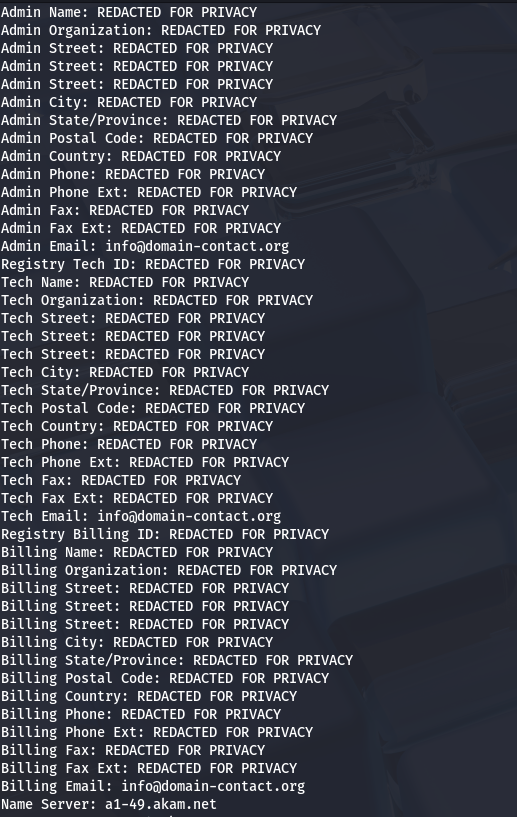 Admin Name: REDACTED FOR PRIVACY
Admin Organization: REDACTED FOR PRIVACY
Admin Street: REDACTED FOR PRIVACY
Admin Street: REDACTED FOR PRIVACY
Admin Street: REDACTED FOR PRIVACY
Admin City: REDACTED FOR PRIVACY
Admin State/Province: REDACTED FOR PRIVACY
Admin Postal Code: REDACTED FOR PRIVACY
Admin Country: REDACTED FOR PRIVACY
Admin Phone: REDACTED FOR PRIVACY
Admin Phone Ext: REDACTED FOR PRIVACY
Admin Fax: REDACTED FOR PRIVACY
Admin Fax Ext: REDACTED FOR PRIVACY
Admin Email: info@domain-contact.org
Registry Tech ID: REDACTED FOR PRIVACY
Tech Name: REDACTED FOR PRIVACY
Tech Organization: REDACTED FOR PRIVACY
Tech Street: REDACTED FOR PRIVACY
Tech Street: REDACTED FOR PRIVACY
Tech Street: REDACTED FOR PRIVACY
Tech City: REDACTED FOR PRIVACY
Tech State/Province: REDACTED FOR PRIVACY
Tech Postal Code: REDACTED FOR PRIVACY
Tech Country: REDACTED FOR PRIVACY
Tech Phone: REDACTED FOR PRIVACY
Tech Phone Ext: REDACTED FOR PRIVACY
Tech Fax: REDACTED FOR PRIVACY
Tech Fax Ext: REDACTED FOR PRIVACY
Tech Email: info@domain-contact.org
Registry Billing ID: REDACTED FOR PRIVACY
Billing Name: REDACTED FOR PRIVACY
Billing Organization: REDACTED FOR PRIVACY
Billing Street: REDACTED FOR PRIVACY
Billing Street: REDACTED FOR PRIVACY
Billing Street: REDACTED FOR PRIVACY
Billing City: REDACTED FOR PRIVACY
Billing State/Province: REDACTED FOR PRIVACY
Billing Postal Code: REDACTED FOR PRIVACY
Billing Country: REDACTED FOR PRIVACY
Billing Phone: REDACTED FOR PRIVACY
Billing Phone Ext: REDACTED FOR PRIVACY
Billing Fax: REDACTED FOR PRIVACY
Billing Fax Ext: REDACTED FOR PRIVACY
Billing Email: info@domain-contact.org
Name Server: a1-49.akam.net